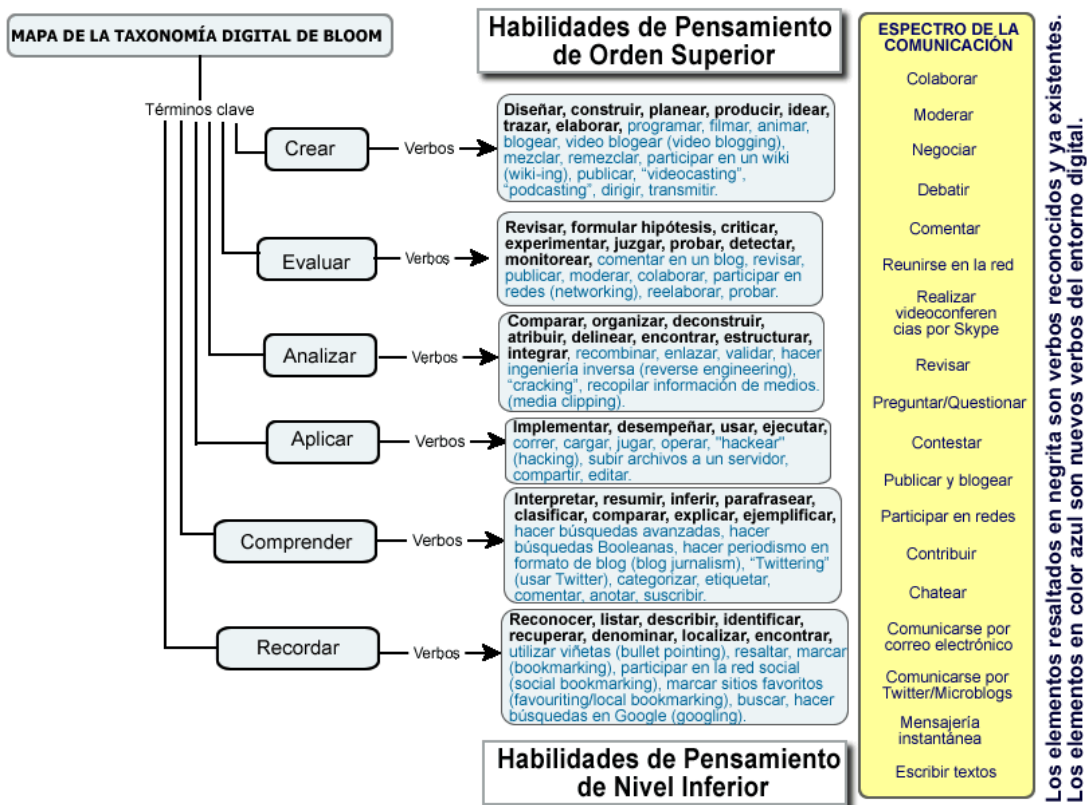 MAPA DE LA TAXONOMÍA DIGITAL DE BLOOM
Términos clave
Habilidades de Pensamiento
de Orden Superior
Crear
Verbos
Diseñar, construir, planear, producir, idear,
trazar, elaborar, programar, filmar, animar,
blogear, video blogear (video blogging),
mezclar, remezclar, participar en un wiki
(wiki-ing), publicar, “videocasting”,
“podcasting”, dirigir, transmitir.
Evaluar
Verbos
Revisar, formular hipótesis, criticar,
experimentar, juzgar, probar, detectar,
monitorear, comentar en un blog, revisar,
publicar, moderar, colaborar, participar en
redes (networking), reelaborar, probar.
Analizar
Verbos
Comparar, organizar, deconstruir,
atribuir, delinear, encontrar, estructurar,
integrar, recombinar, enlazar, validar, hacer
ingeniería inversa (reverse engineering),
“cracking”, recopilar información de medios.
(media clipping).
Aplicar
Verbos
Implementar, desempeñar, usar, ejecutar,
correr, cargar, jugar, operar, "hackear"
(hacking), subir archivos a un servidor,
compartir, editar.
Comprender
Verbos
Interpretar, resumir, inferir, parafrasear,
clasificar, comparar, explicar, ejemplificar,
hacer búsquedas avanzadas, hacer
búsquedas Booleanas, hacer periodismo en
formato de blog (blog jurnalism), “Twittering”
(usar Twitter), categorizar, etiquetar,
comentar, anotar, suscribir.
Recordar
Verbos
Reconocer, listar, describir, identificar,
recuperar, denominar, localizar, encontrar,
utilizar viñetas (bullet pointing), resaltar, marcar
(bookmarking), participar en la red social
(social bookmarking), marcar sitios favoritos
(favouriting/local bookmarking), buscar, hacer
búsquedas en Google (googling).
Habilidades de Pensamiento
de Nivel Inferior
ESPECTRO DE LA
COMUNICACIÓN
Colaborar
Moderar
Negociar
Debatir
Comentar
Reunirse en la red
Realizar
videoconferen
cias por Skype
Revisar
Preguntar/Questionar
Contestar
Publicar y blogear
Participar en redes
Contribuir
Chatear
Comunicarse por
correo electrónico
Comunicarse por
Twitter/Microblogs
Mensajería
instantánea
Escribir textos
Los elementos resaltados en negrita son verbos reconocidos y ya existentes.
Los elementos en color azul son nuevos verbos del entorno digital.